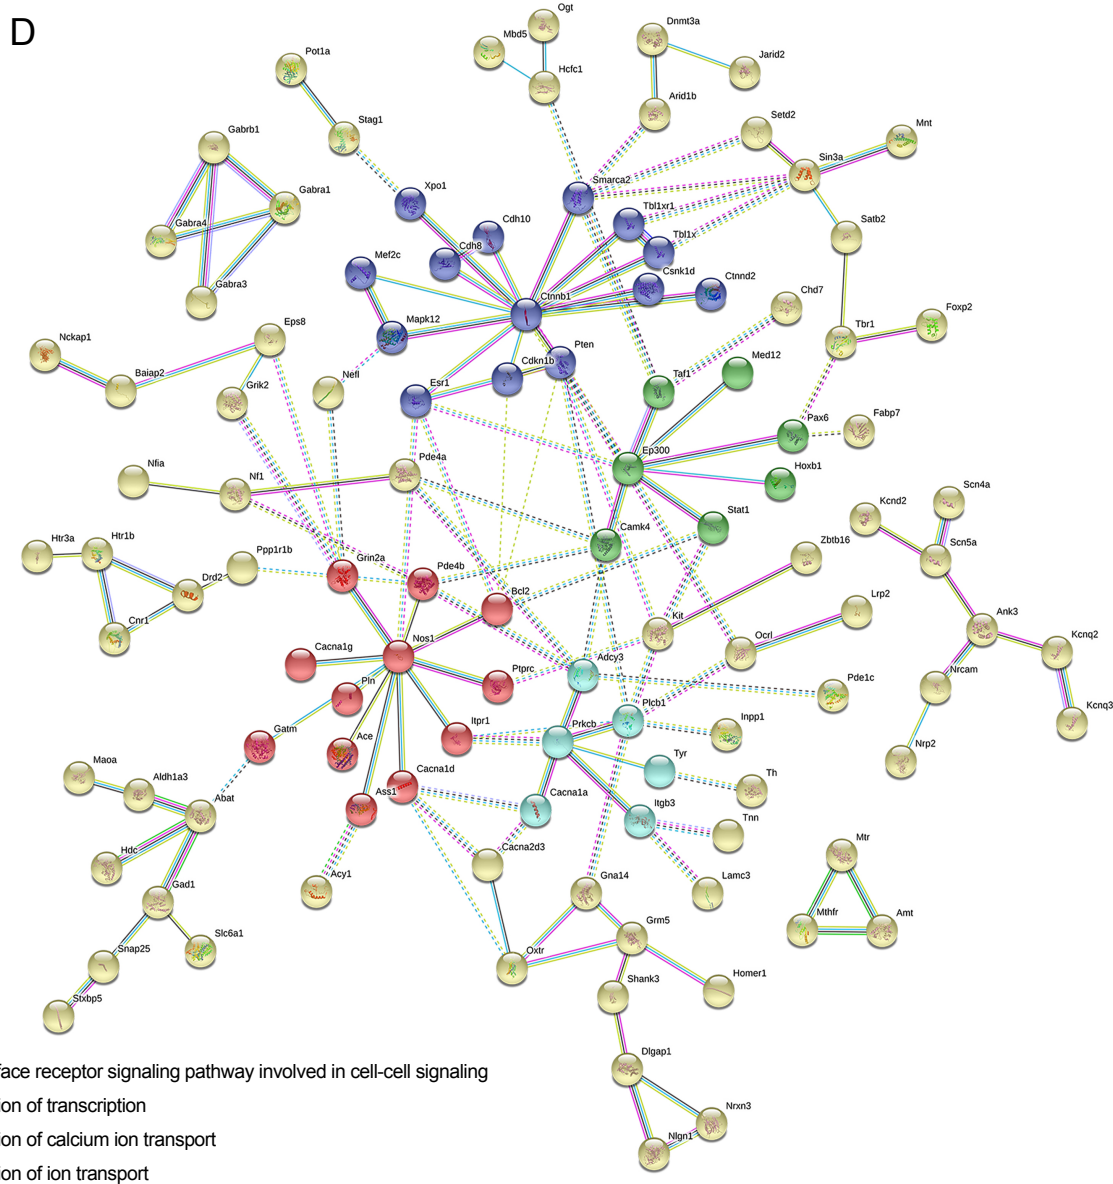 D
Ogt
Mbd5
Hcfc1
Dnmt3a
Jarid2
Arid1b
Pot1a
Stag1
Setd2
Mnt
Sin3a
Gabrb1
Gabra1
Gabra4
Gabra3
Xpo1
Smarca2
Tbl1xr1
Tbl1x
Satb2
Cdh10
Cdh8
Mef2c
Csnk1d
Ctnnd2
Ctnnb1
Chd7
Foxp2
Tbr1
Mapk12
Eps8
Nckap1
Baiap2
Grik2
Nefl
Pten
Cdkn1b
Esr1
Med12
Taf1
Pax6
Fabp7
Ep300
Hoxb1
Pde4a
Nfia
Nf1
Stat1
Camk4
Kcnd2
Scn4a
Scn5a
Zbtb16
Htr3a
Htr1b
Ppp1r1b
Drd2
Cnr1
Grin2a
Pde4b
Bcl2
Kit
Lrp2
Ocrl
Ank3
Kcnq2
Nrcam
Kcnq3
Nrp2
Cacna1g
Nos1
Ptprc
Adcy3
Pde1c
Pln
Plcb1
Inpp1
Itpr1
Prkcb
Gatm
Ace
Tyr
Th
Maoa
Aldh1a3
Abat
Ass1
Cacna1d
Cacna1a
Itgb3
Tnn
Hdc
Cacna2d3
Mtr
Gad1
Acy1
Gna14
Lamc3
Mthfr
Amt
Slc6a1
Snap25
Grm5
Oxtr
Homer1
Shank3
Stxbp5
Dlgap1
Nrxn3
Nlgn1
face receptor signaling pathway involved in cell-cell signaling
ion of transcription
ion of calcium ion transport
ion of ion transport